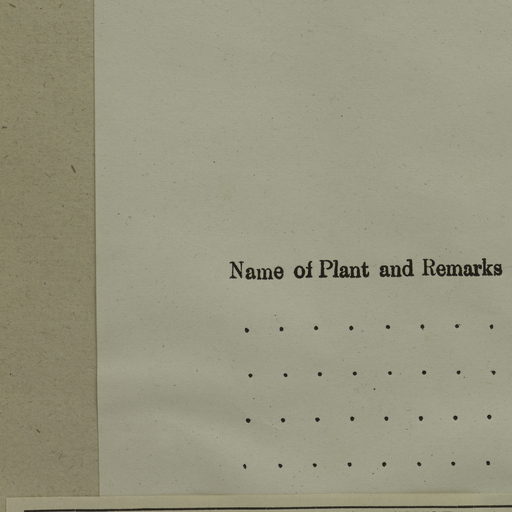 Name of Plant and Remarks
. . . . . . . .
. . . . . . . .
. . . . . . . .
. . . . . . . .